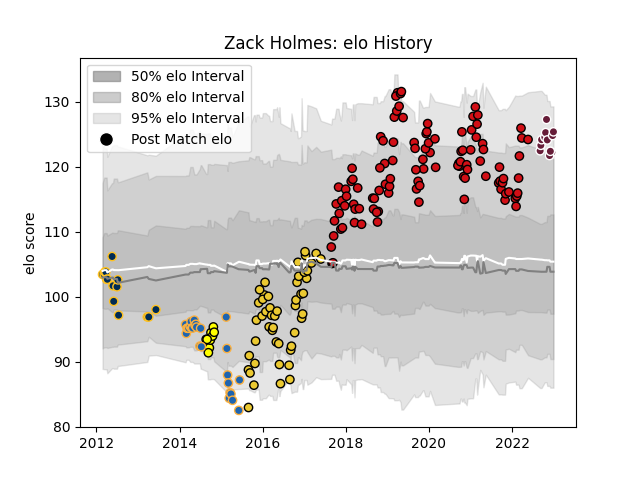 Zack Holmes: elo History
50% elo Interval
80% elo Interval
95% elo Interval
Post Match elo
elo score
130
120
110
100
90
80
2012
2014
2016
2018
2020
2022